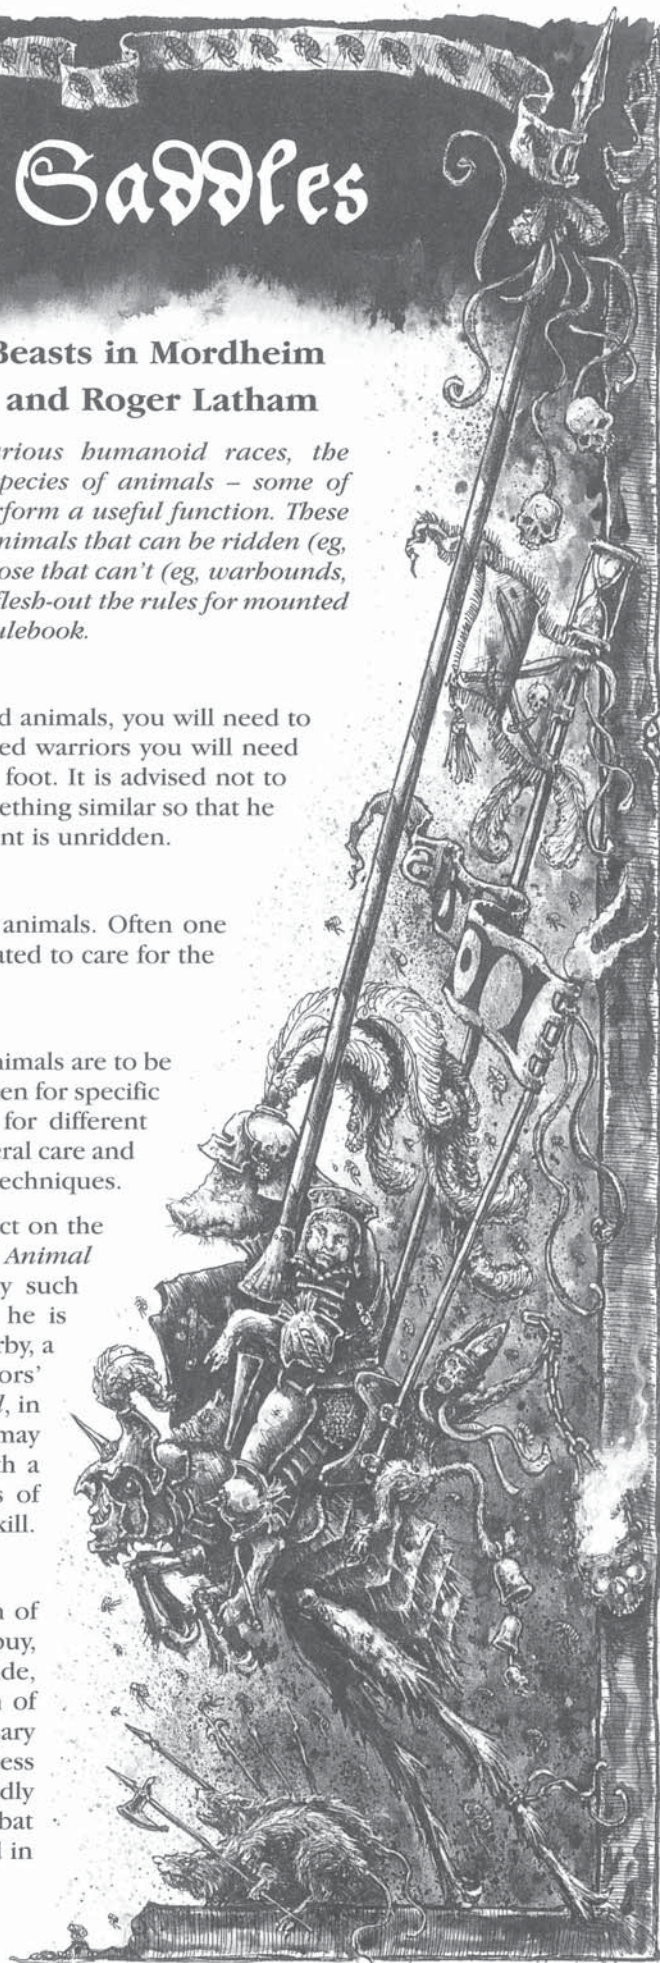 Saddles
Beasts in Mordheim
and Roger Latham
rious humanoid races, the
pecies of animals – some of
rform a useful function. These
nimals that can be ridden (eg,
ose that can't (eg, warhounds,
flesh-out the rules for mounted
ulebook.
d animals, you will need to
ed warriors you will need
foot. It is advised not to
ething similar so that he
nt is unridden.
animals. Often one
ated to care for the
nimals are to be
en for specific
for different
eral care and
echniques.
ct on the
Animal
y such
he is
rby, a
ors'
l, in
may
th a
s of
kill.
n of
buy,
de,
n of
ary
ess
dly
bat
l in